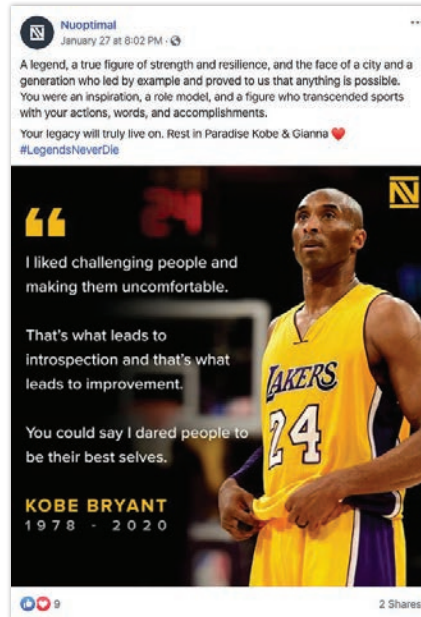 Nuoptimal
January 27 at 8:02 PM ·
A legend, a true figure of strength and resilience, and the face of a city and a
generation who led by example and proved to us that anything is possible.
You were an inspiration, a role model, and a figure who transcended sports
with your actions, words, and accomplishments.
Your legacy will truly live on. Rest in Paradise Kobe & Gianna ❤️
#LegendsNeverDie
24
“
I liked challenging people and
making them uncomfortable.
That's what leads to
introspection and that's what
leads to improvement.
You could say I dared people to
be their best selves.
KOBE BRYANT
1978 - 2020
LAKERS
24
9
2 Shares